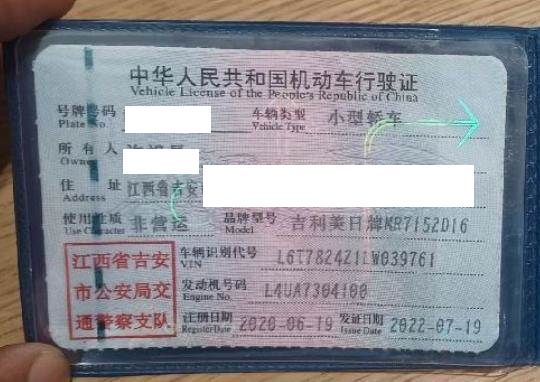 中华人民共和国机动车行驶证
Vehicle License of the People's Republic of China
号牌号码 车辆类型 小型轿车
Plate No. Vehicle Type
所有人
Owner
住址 江西省吉安
Address
使用性质 非营运 品牌型号 吉利美日牌MR7152D16
Use Character Model
江西省吉安 车辆识别代号 L6T7824Z1LW039761
VIN
市公安局交 发动机号码 L4UA7304100
Engine No.
通警察支队 注册日期 2020-06-19 发证日期 2022-07-19
Register Date Issue Date